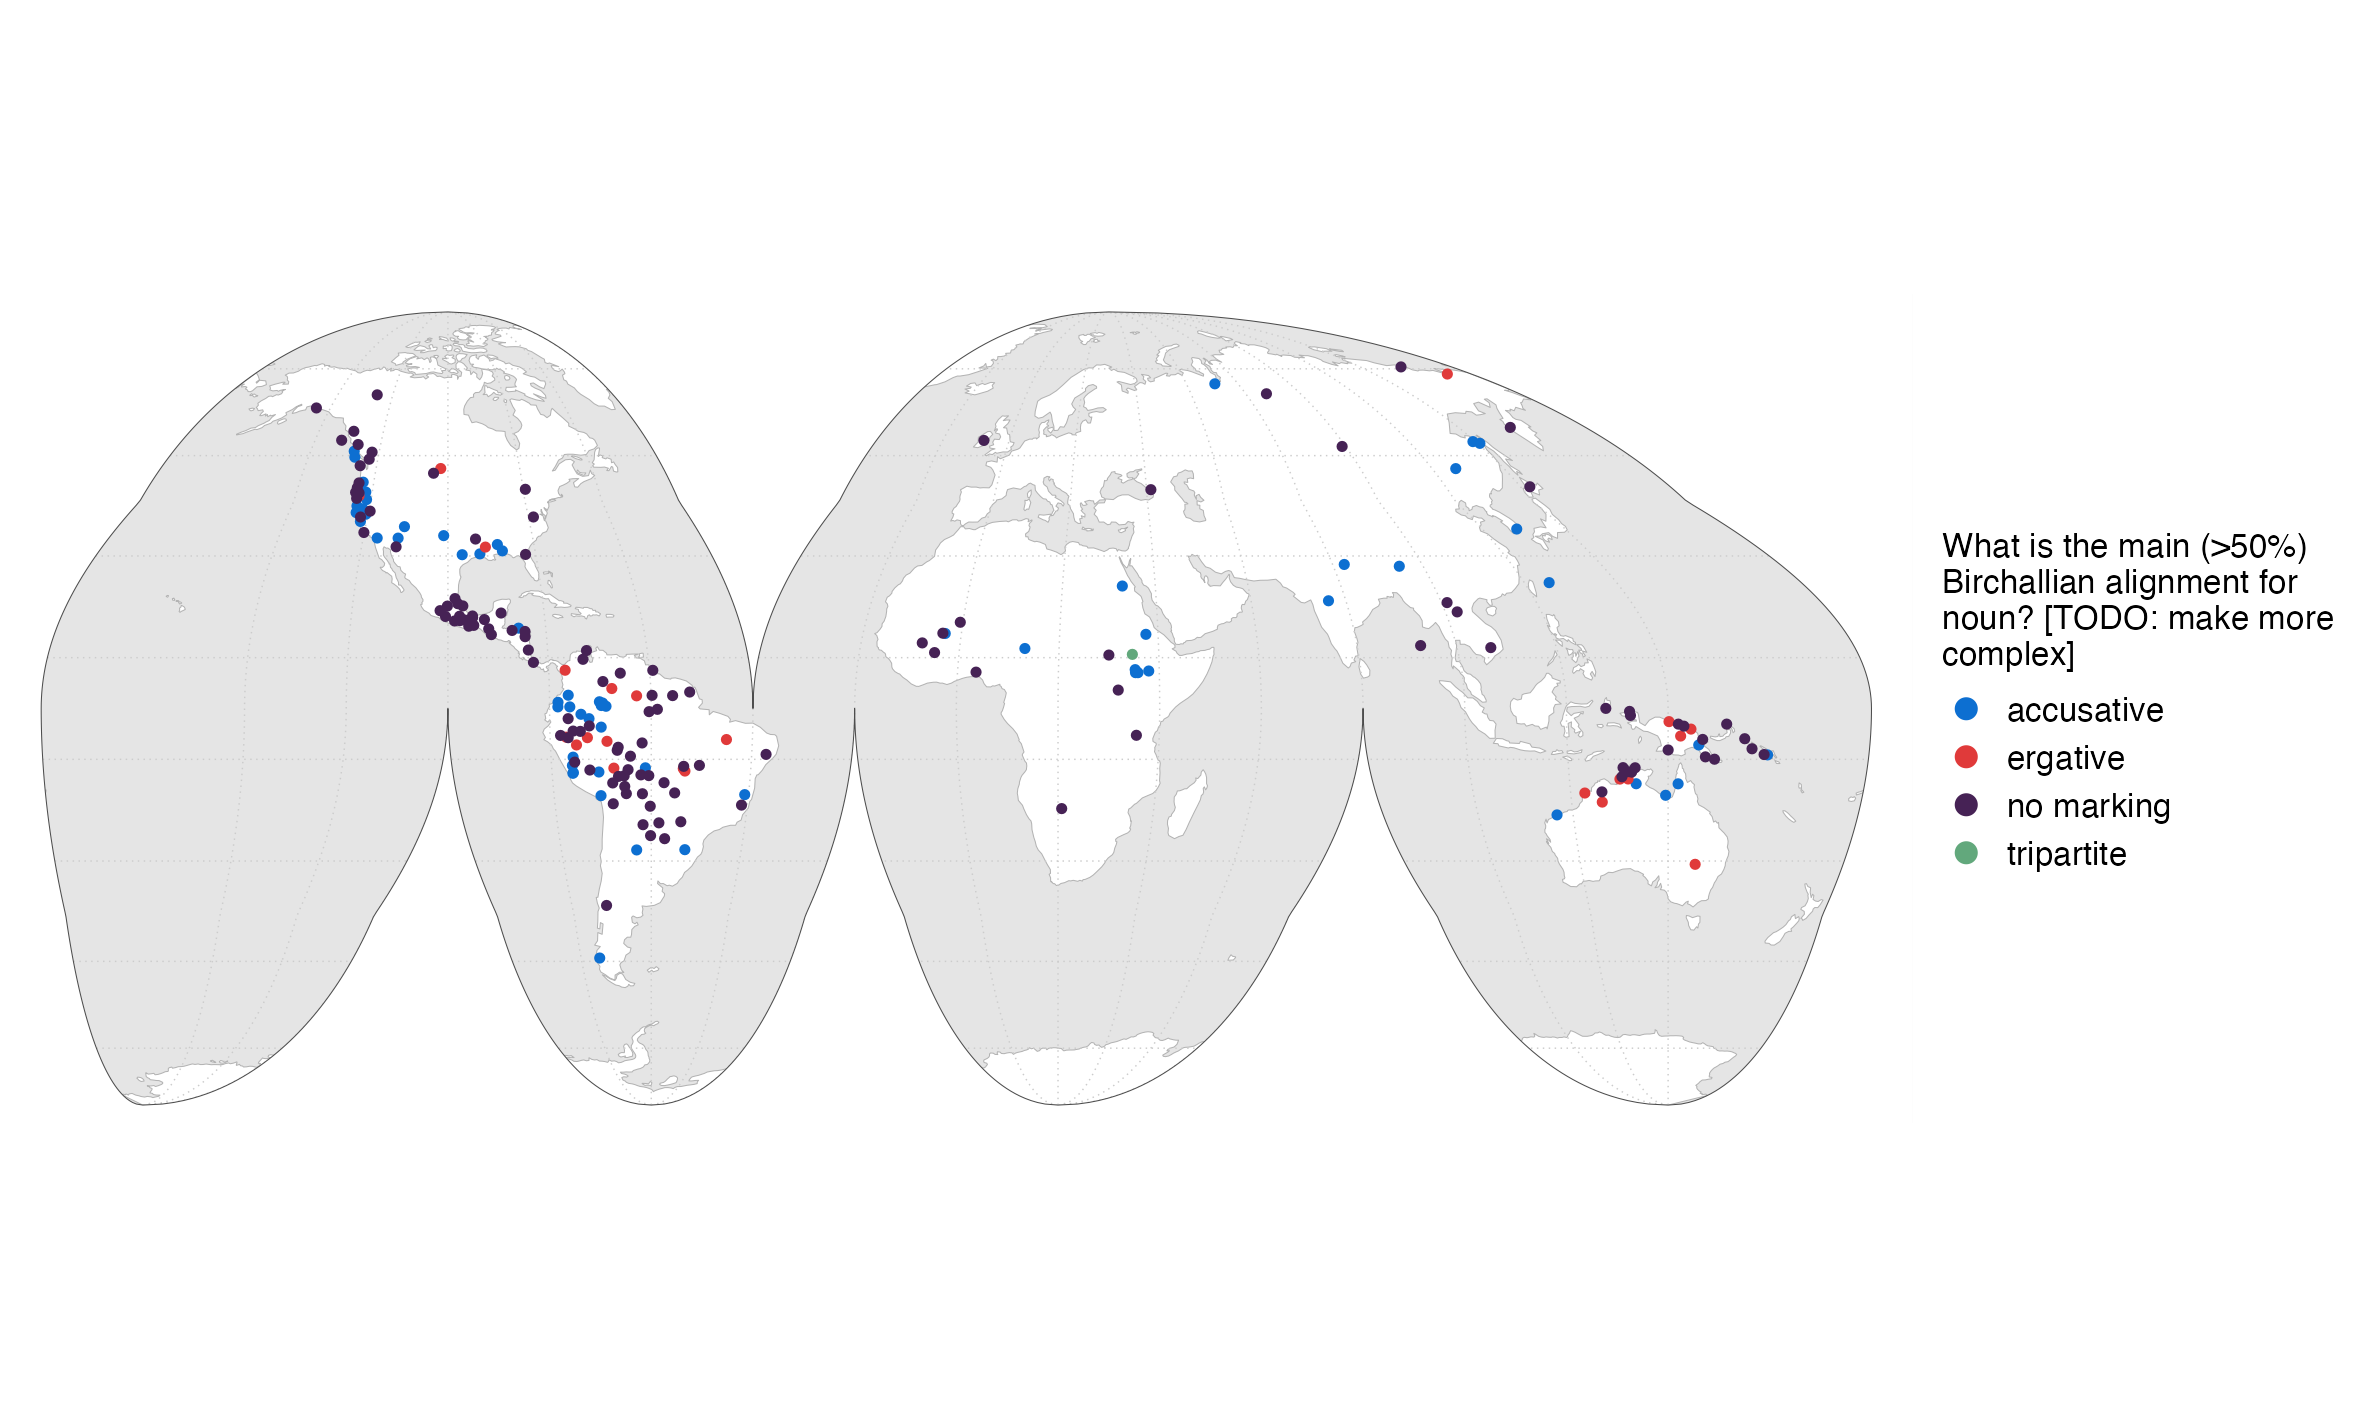 What is the main (>50%)
Birchallian alignment for
noun? [TODO: make more
complex]
accusative
ergative
no marking
tripartite